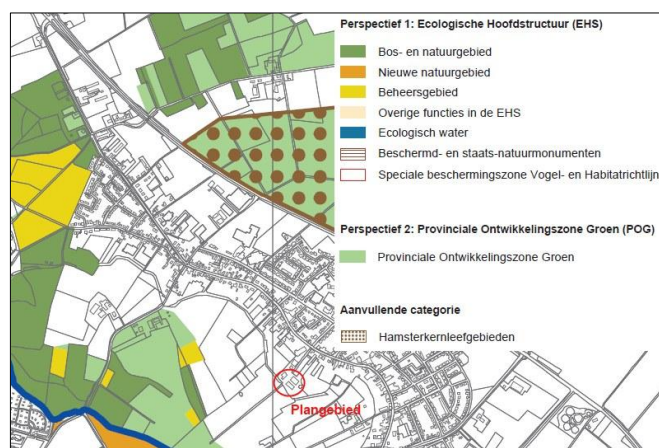 Perspectief 1: Ecologische Hoofdstructuur (EHS)
Bos- en natuurgebied
Nieuwe natuurgebied
Beheersgebied
Overige functies in de EHS
Ecologisch water
Beschermd- en staats-natuurmonumenten
Speciale beschermingszone Vogel- en Habitatrichtlijn
Perspectief 2: Provinciale Ontwikkelingszone Groen (POG)
Provinciale Ontwikkelingszone Groen
Aanvullende categorie
Hamsterkernleefgebieden
Plangebied